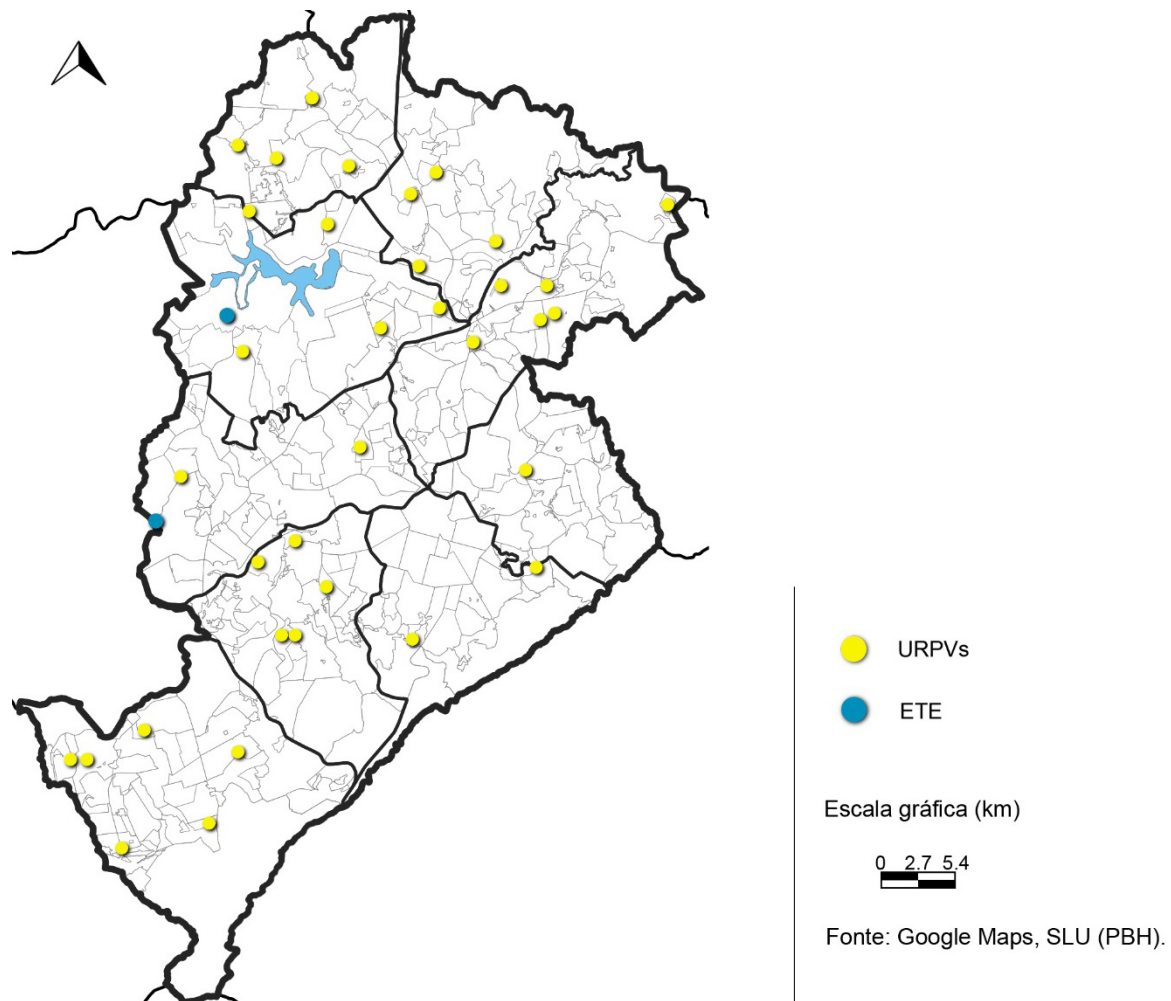 URPVs
ETE
Escala gráfica (km)
0 2.7 5.4
Fonte: Google Maps, SLU (PBH).